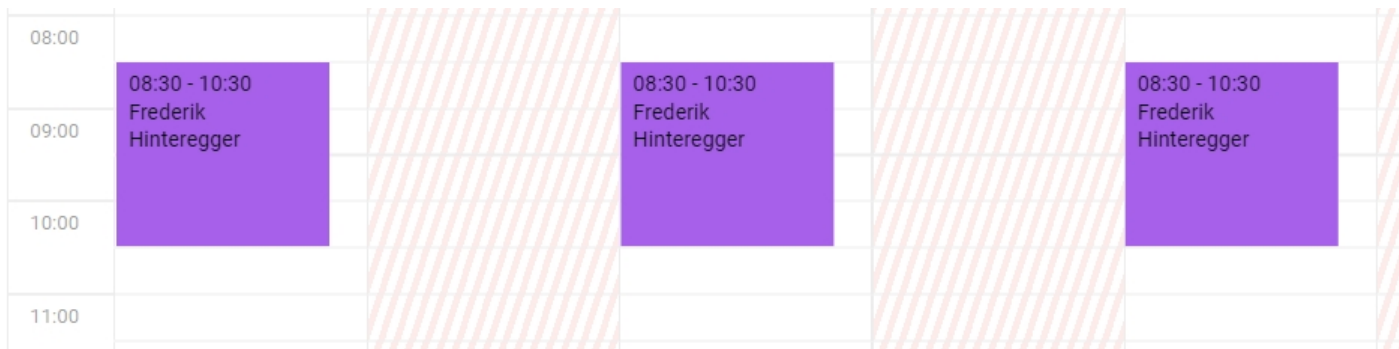 08:00
08:30 - 10:30
Frederik
Hinteregger
08:30 - 10:30
Frederik
Hinteregger
08:30 - 10:30
Frederik
Hinteregger
09:00
10:00
11:00